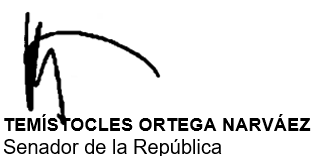 TEMÍSTOCLES ORTEGA NARVÁEZ
Senador de la República